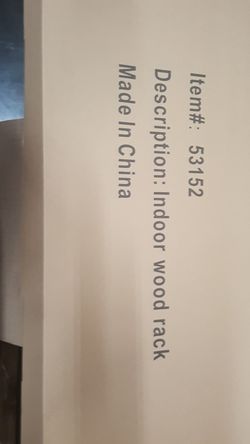 Item#: 53152
Description: Indoor wood rack
Made In China